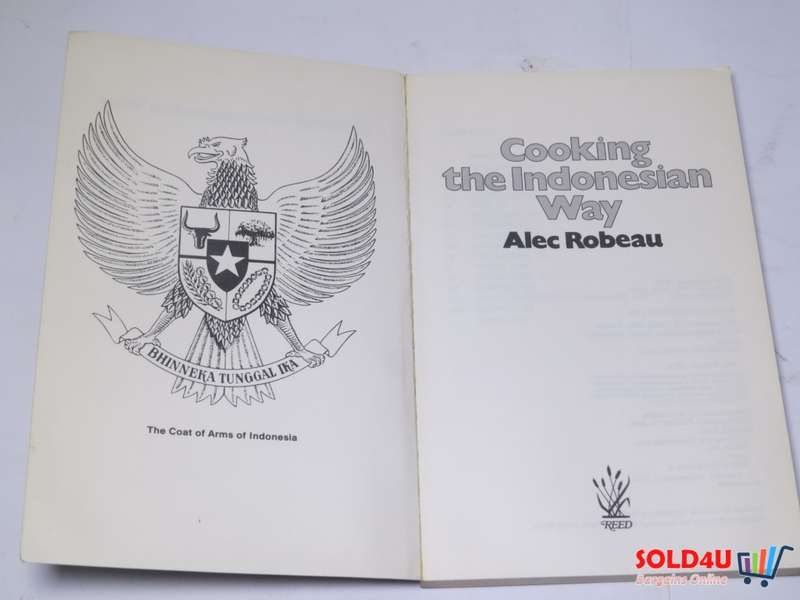 BHINNEKA TUNGGAL IKA
The Coat of Arms of Indonesia
Cooking
the Indonesian
Way
Alec Robeau
REED
SOLD4U
Bargains Online